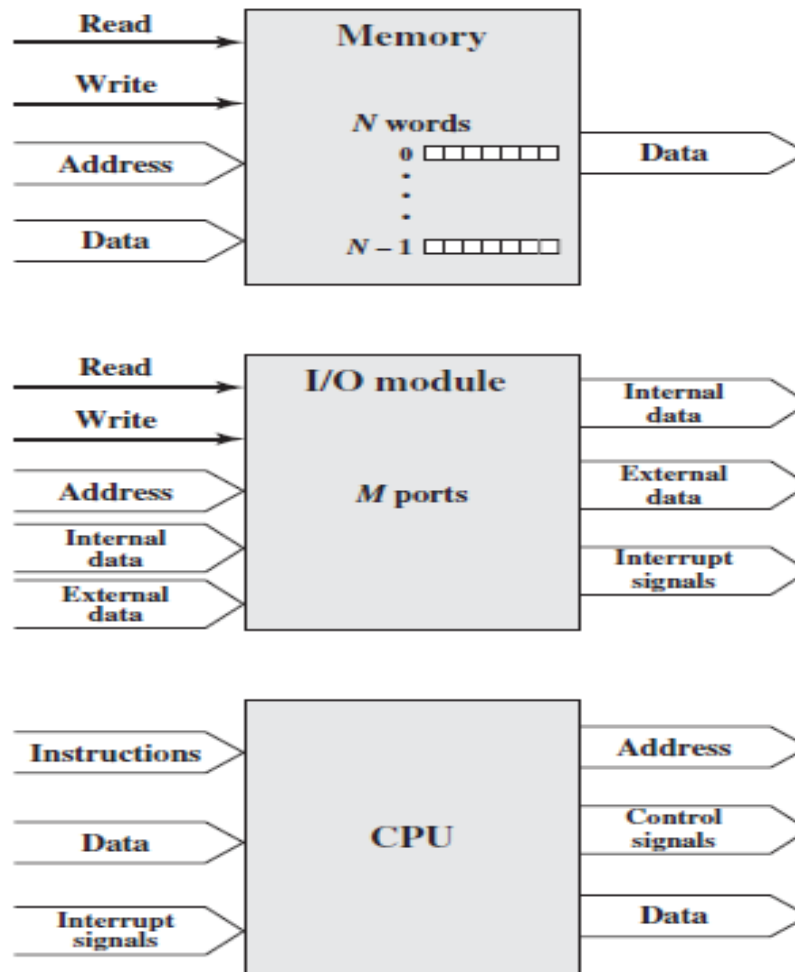 Read
Memory
Write
N words
0
Address
Data
Data
N – 1
Read
I/O module
Internal
data
Write
Address
M ports
External
data
Internal
data
Interrupt
signals
External
data
Instructions
Address
CPU
Control
signals
Data
Interrupt
signals
Data